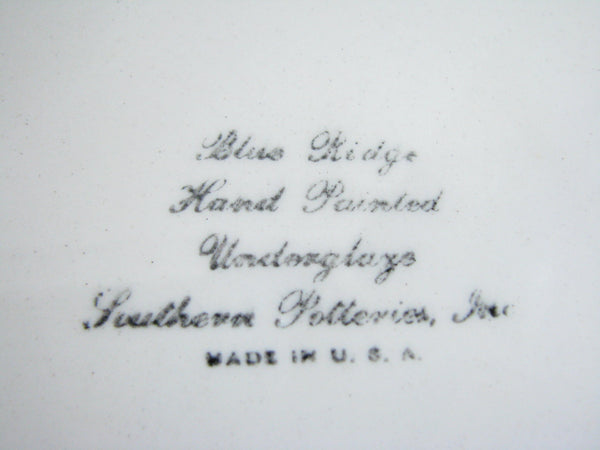 Blue Ridge
Hand Painted
Underglaze
Southern Potteries, Inc.
MADE IN U. S. A.